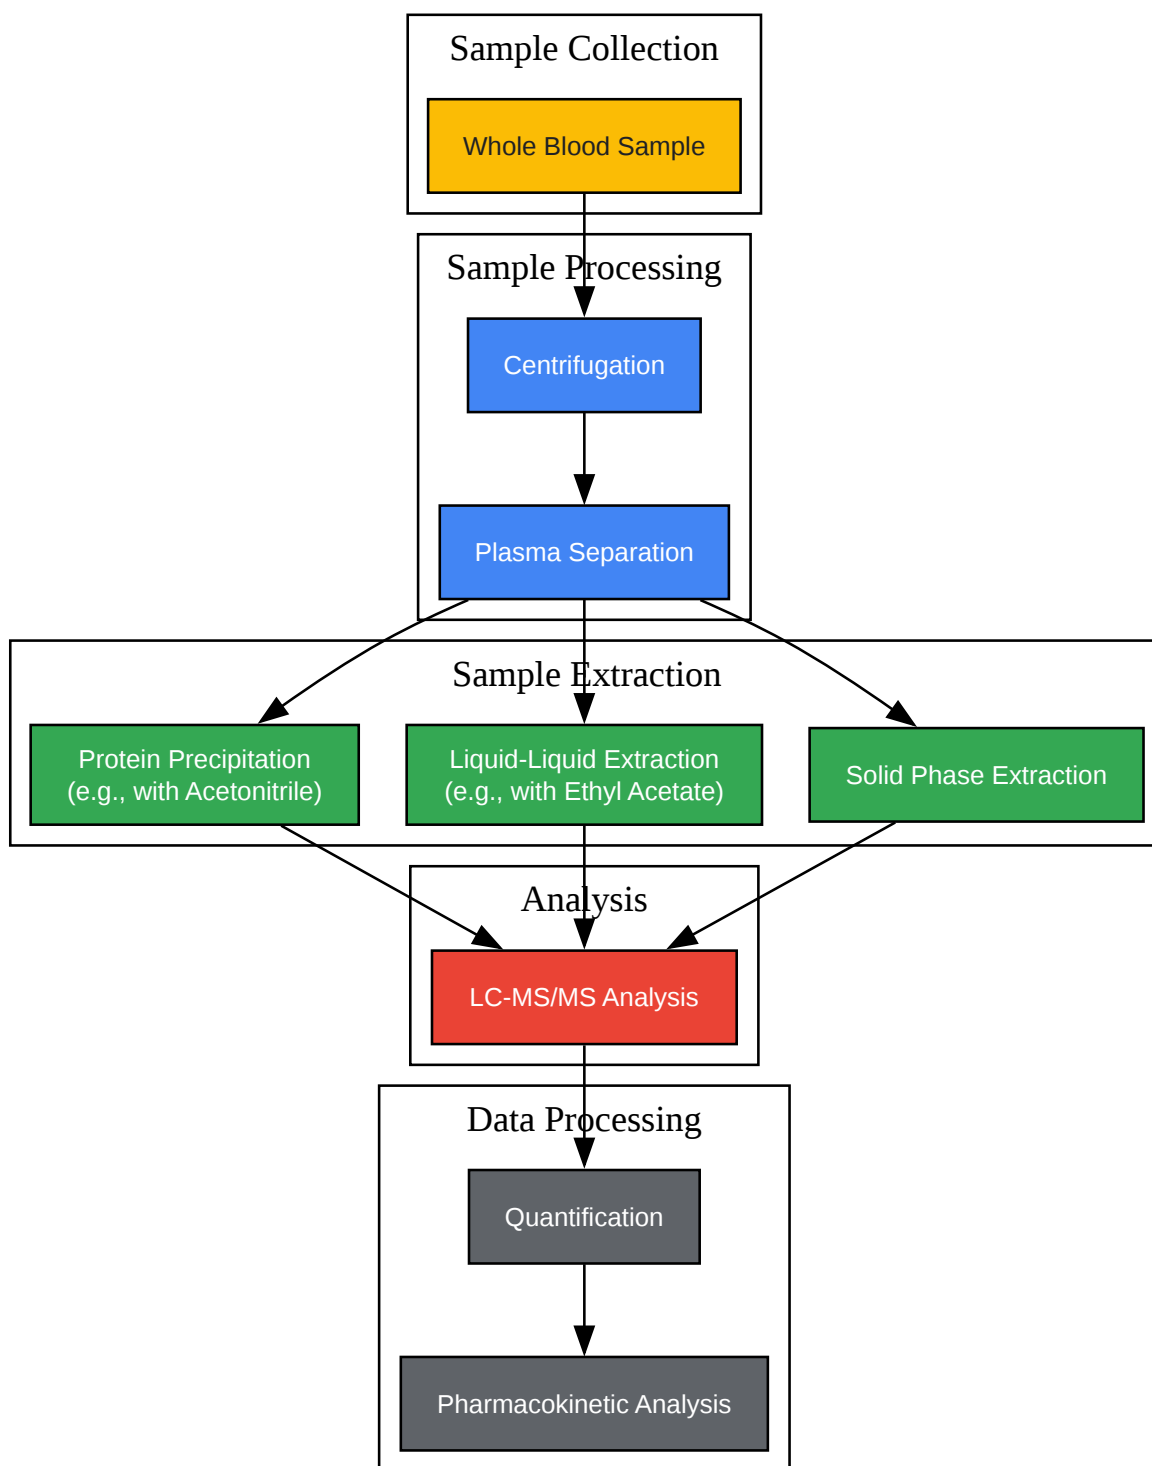 Sample Collection
Whole Blood Sample
Sample Processing
Centrifugation
Plasma Separation
Sample Extraction
Protein Precipitation
(e.g., with Acetonitrile)
Liquid-Liquid Extraction
(e.g., with Ethyl Acetate)
Solid Phase Extraction
Analysis
LC-MS/MS Analysis
Data Processing
Quantification
Pharmacokinetic Analysis